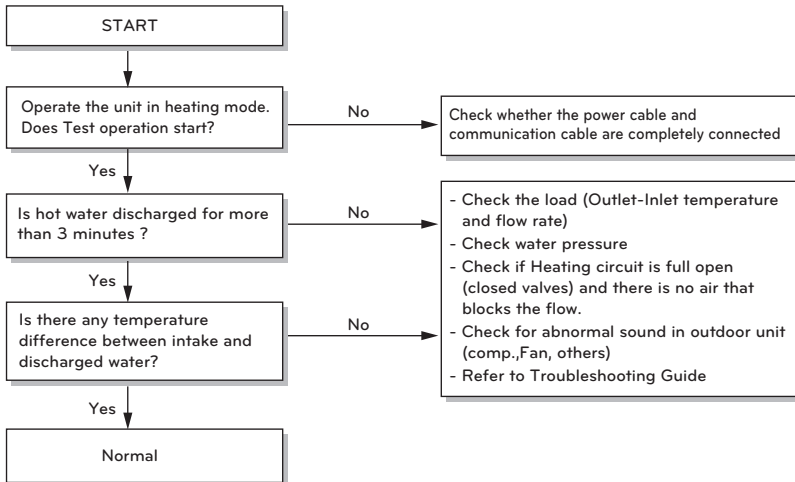 START
Operate the unit in heating mode.
Does Test operation start?
No
Check whether the power cable and
communication cable are completely connected
Yes
Is hot water discharged for more
than 3 minutes ?
No
- Check the load (Outlet-Inlet temperature
and flow rate)
- Check water pressure
- Check if Heating circuit is full open
(closed valves) and there is no air that
blocks the flow.
- Check for abnormal sound in outdoor unit
(comp.,Fan, others)
- Refer to Troubleshooting Guide
Yes
Is there any temperature
difference between intake and
discharged water?
No
Yes
Normal